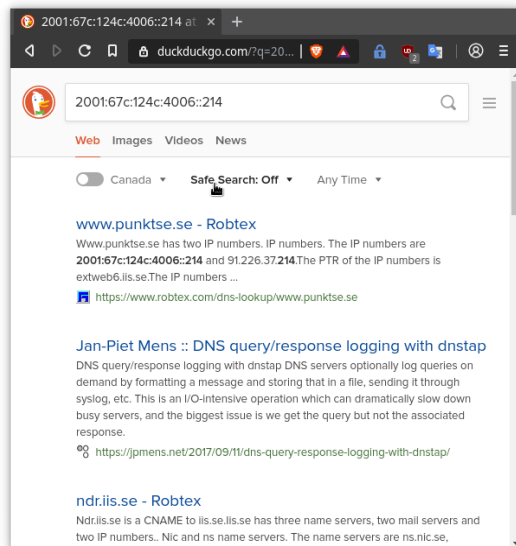 2001:67c:124c:4006::214 at
duckduckgo.com/?q=20...
2
2001:67c:124c:4006::214
Web Images Videos News
Canada Safe Search: Off Any Time
www.punktse.se - Robtex
Www.punktse.se has two IP numbers. IP numbers. The IP numbers are
2001:67c:124c:4006::214 and 91.226.37.214.The PTR of the IP numbers is
extweb6.iis.se.The IP numbers ...
https://www.robtex.com/dns-lookup/www.punktse.se
Jan-Piet Mens :: DNS query/response logging with dnstap
DNS query/response logging with dnstap DNS servers optionally log queries on
demand by formatting a message and storing that in a file, sending it through
syslog, etc. This is an I/O-intensive operation which can dramatically slow down
busy servers, and the biggest issue is we get the query but not the associated
response.
https://jpmens.net/2017/09/11/dns-query-response-logging-with-dnstap/
ndr.iis.se - Robtex
Ndr.iis.se is a CNAME to iis.se.Iis.se has three name servers, two mail servers and
two IP numbers.. Nic and ns name servers. The name servers are ns.nic.se,